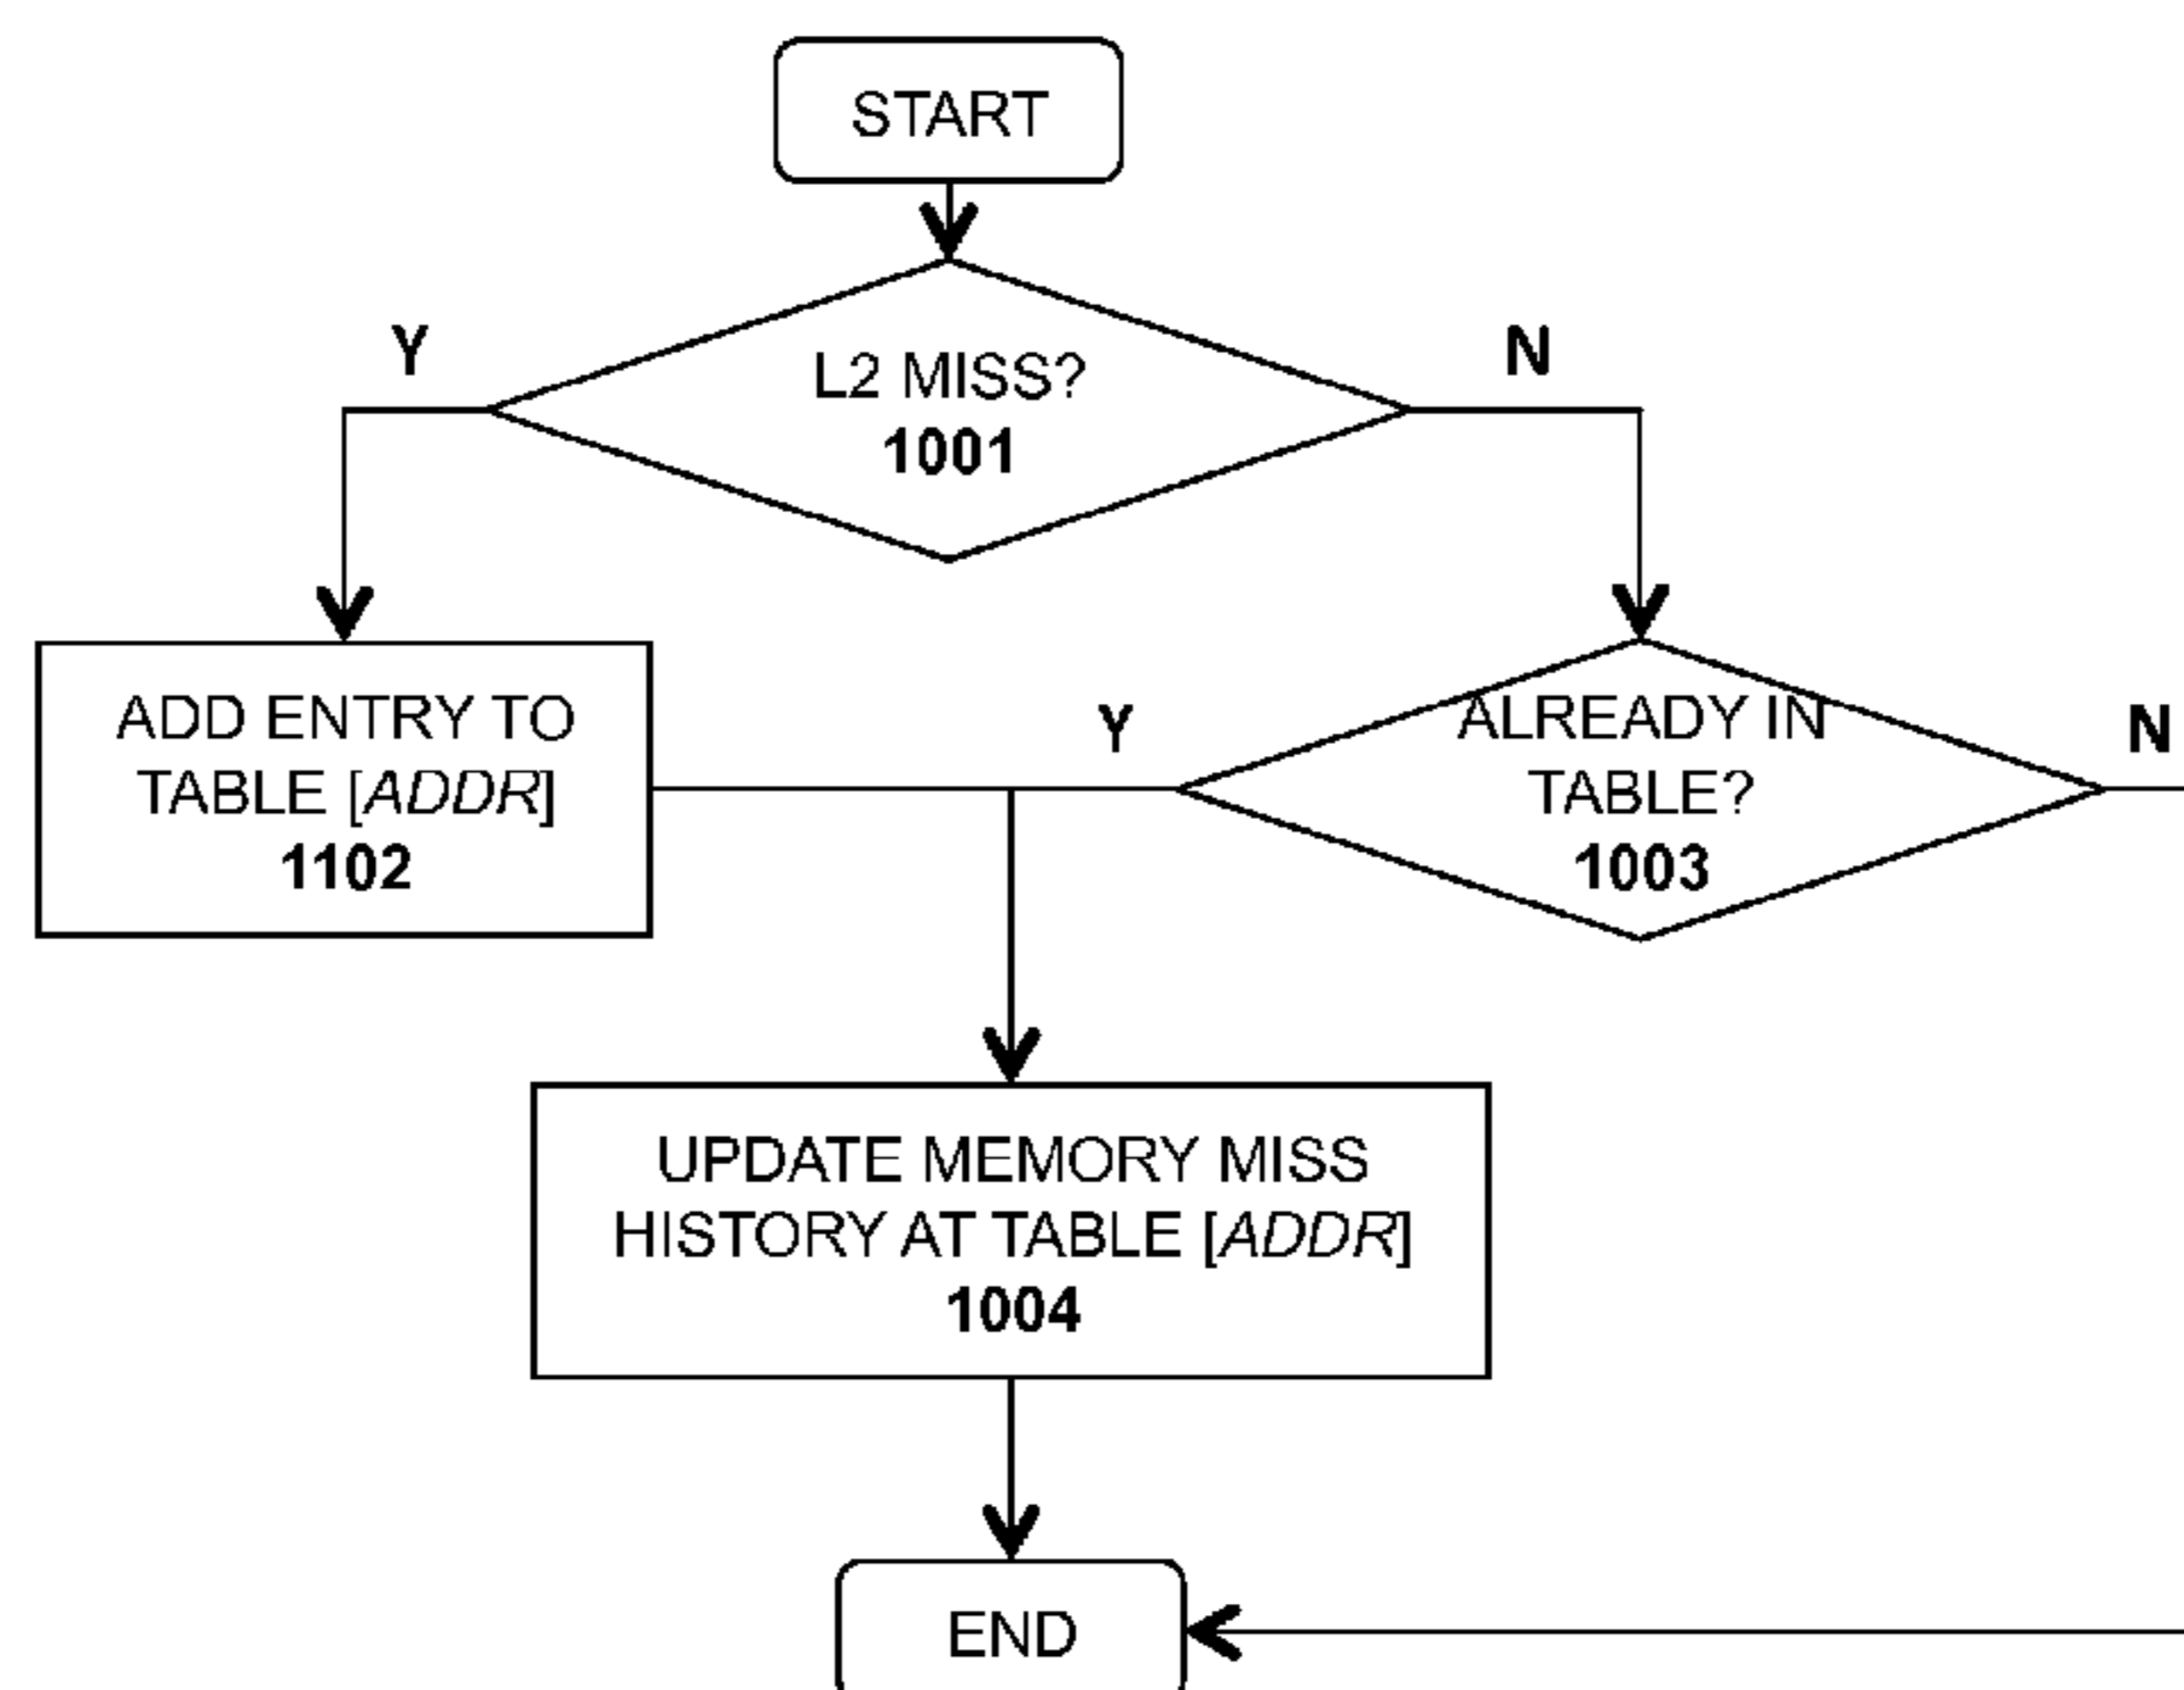 START
Y
N
L2 MISS?
1001
ADD ENTRY TO
TABLE [ADDR]
1102
Y
ALREADY IN
TABLE?
1003
N
UPDATE MEMORY MISS
HISTORY AT TABLE [ADDR]
1004
END